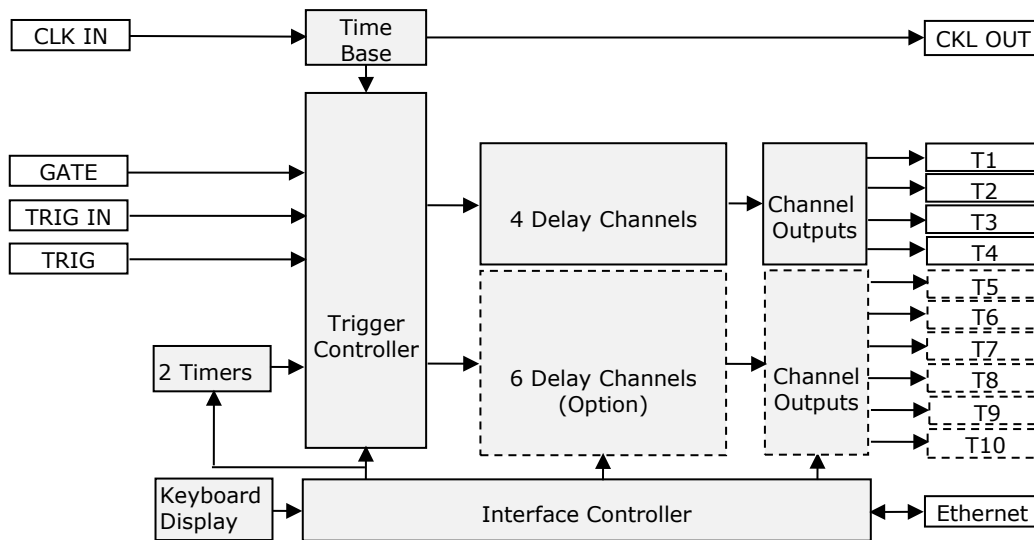 CLK IN
Time
Base
CKL OUT
GATE
TRIG IN
TRIG
Trigger
Controller
4 Delay Channels
Channel
Outputs
T1
T2
T3
T4
2 Timers
6 Delay Channels
(Option)
Channel
Outputs
T5
T6
T7
T8
T9
T10
Keyboard
Display
Interface Controller
Ethernet